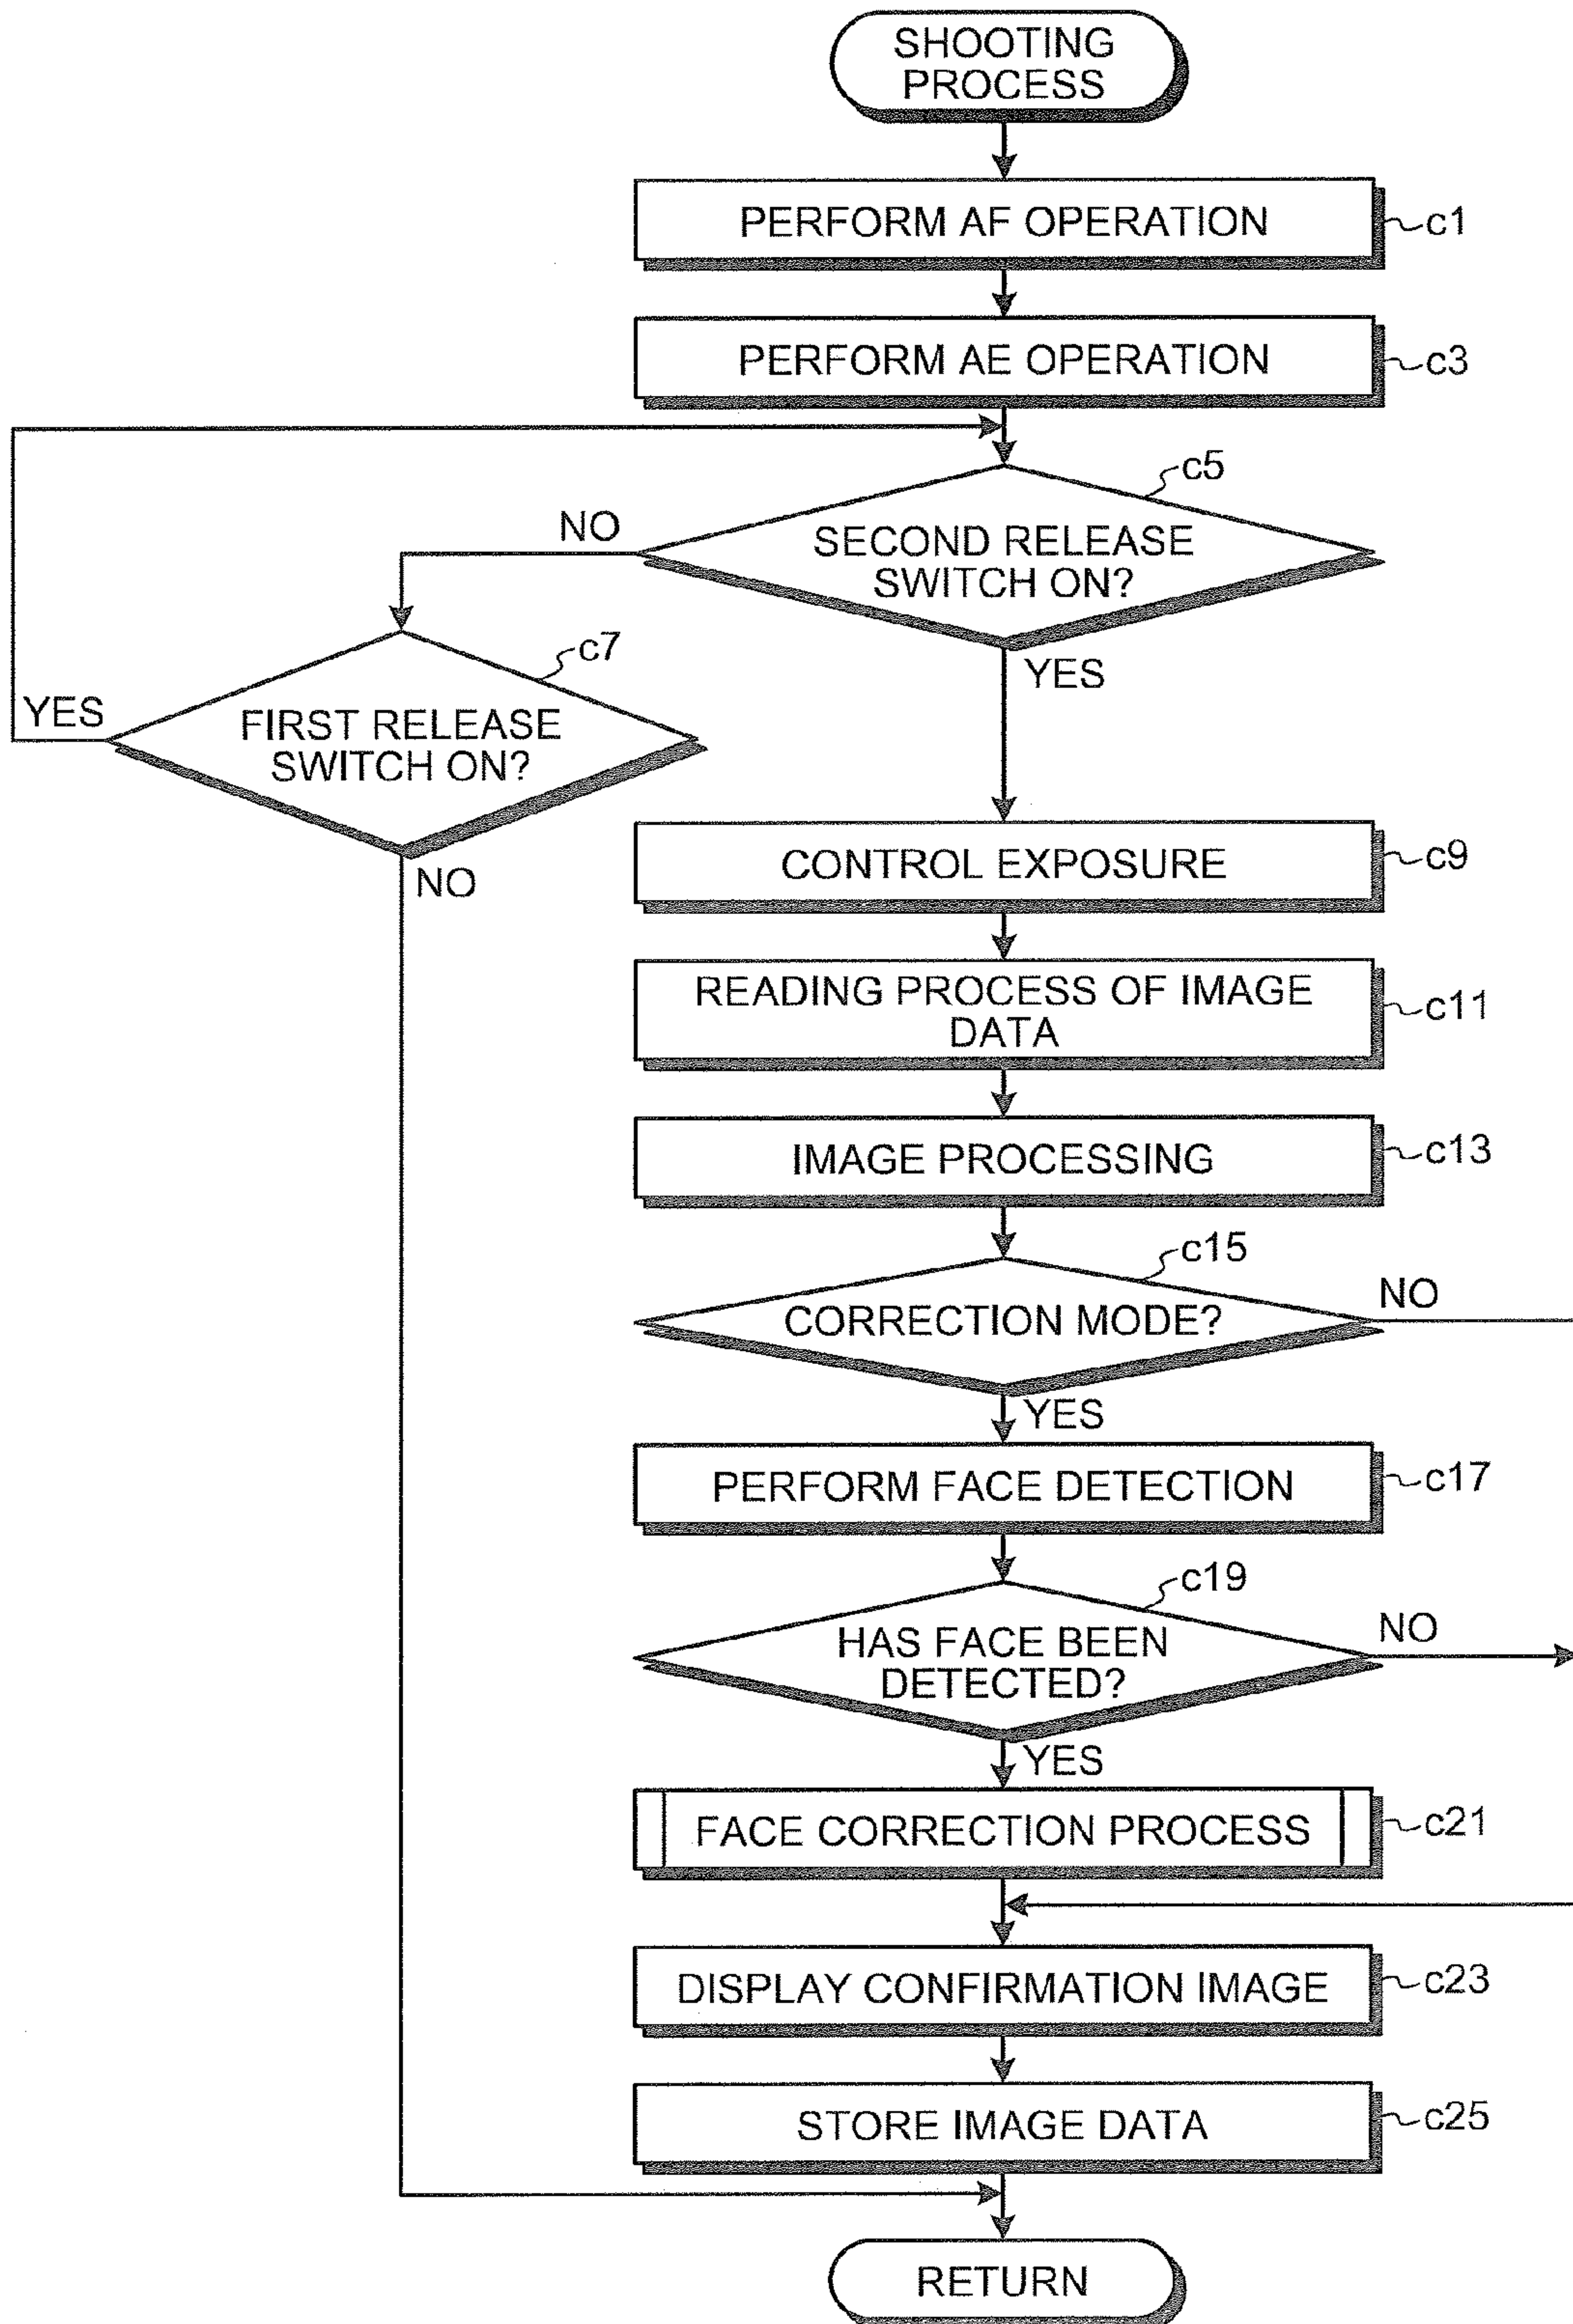 SHOOTING
PROCESS
PERFORM AF OPERATION
c1
PERFORM AE OPERATION
c3
c5
NO
SECOND RELEASE
SWITCH ON?
YES
c7
YES
FIRST RELEASE
SWITCH ON?
NO
CONTROL EXPOSURE
c9
READING PROCESS OF IMAGE
DATA
c11
IMAGE PROCESSING
c13
c15
CORRECTION MODE?
NO
YES
PERFORM FACE DETECTION
c17
c19
HAS FACE BEEN
DETECTED?
NO
YES
FACE CORRECTION PROCESS
c21
DISPLAY CONFIRMATION IMAGE
c23
STORE IMAGE DATA
c25
RETURN